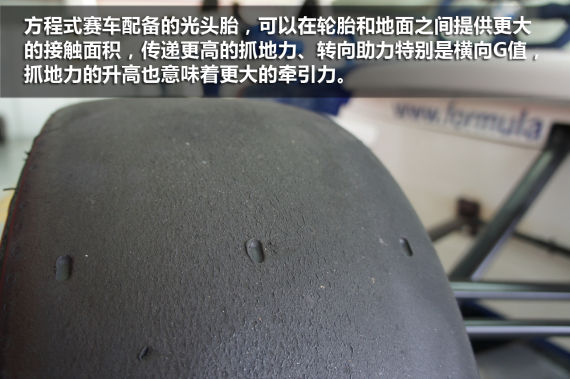 方程式赛车配备的光头胎，可以在轮胎和地面之间提供更大
的接触面积，传递更高的抓地力、转向助力特别是横向G值，
抓地力的升高也意味着更大的牵引力。
www.formula